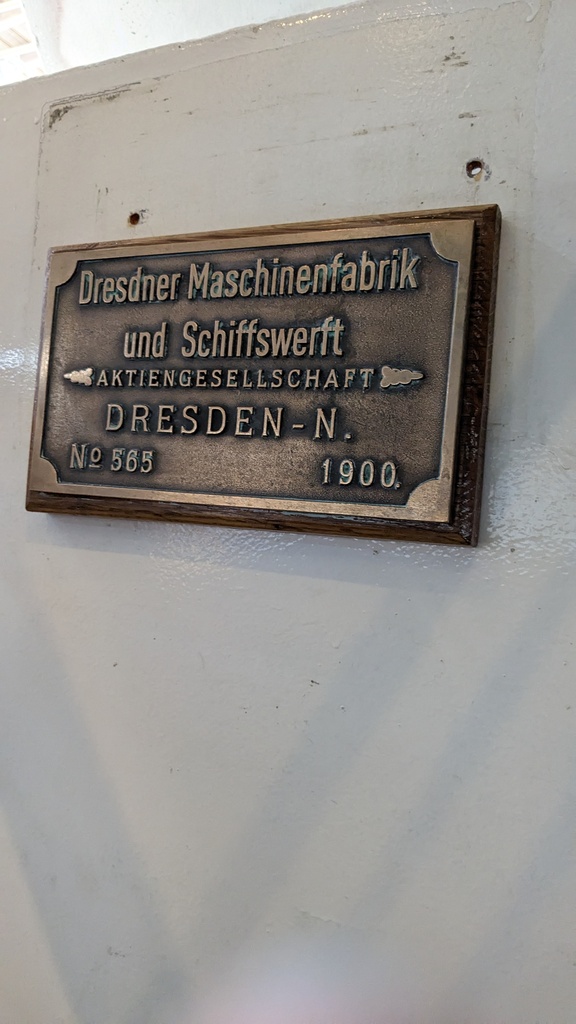 Dresdner Maschinenfabrik
und Schiffswerft
AKTIENGESELLSCHAFT
DRESDEN-N.
No 565 1900.